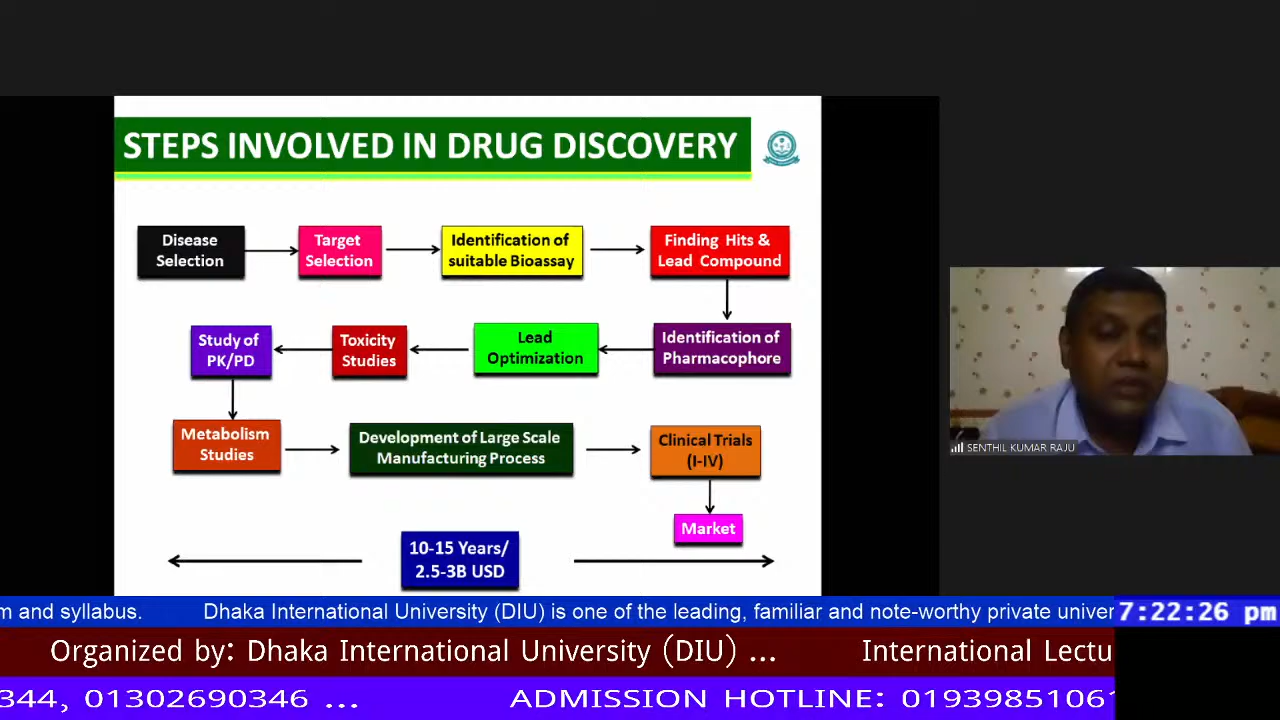 STEPS INVOLVED IN DRUG DISCOVERY
Disease
Selection
Target
Selection
Identification of
suitable Bioassay
Finding Hits &
Lead Compound
Study of
PK/PD
Toxicity
Studies
Lead
Optimization
Identification of
Pharmacophore
Metabolism
Studies
Development of Large Scale
Manufacturing Process
Clinical Trials
(I-IV)
Market
10-15 Years/
2.5-3B USD
SENTHIL KUMAR RAJU
m and syllabus. Dhaka International University (DIU) is one of the leading, familiar and note-worthy private univer
7:22:26 pm
Organized by: Dhaka International University (DIU) ... International Lectu
344, 01302690346 ... ADMISSION HOTLINE: 01939851061